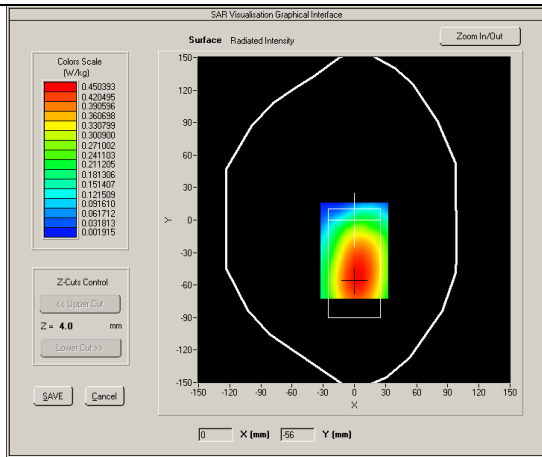 SAR Visualisation Graphical Interface
Surface Radiated Intensity
Zoom In/Out
Colors Scale
(W/kg)
0.450393
0.420495
0.390596
0.360698
0.330799
0.300900
0.271002
0.241103
0.211205
0.181306
0.151407
0.121509
0.091610
0.061712
0.031813
0.001915
Z-Cuts Control
<< Upper Cut
Z = 4.0 mm
Lower Cut >>
SAVE Cancel
150-
120-
90-
60-
30-
0-
-30-
-60-
-90-
-120-
-150-
Y
-150 -120 -90 -60 -30 0 30 60 90 120 150
X
0 X (mm) -56 Y (mm)